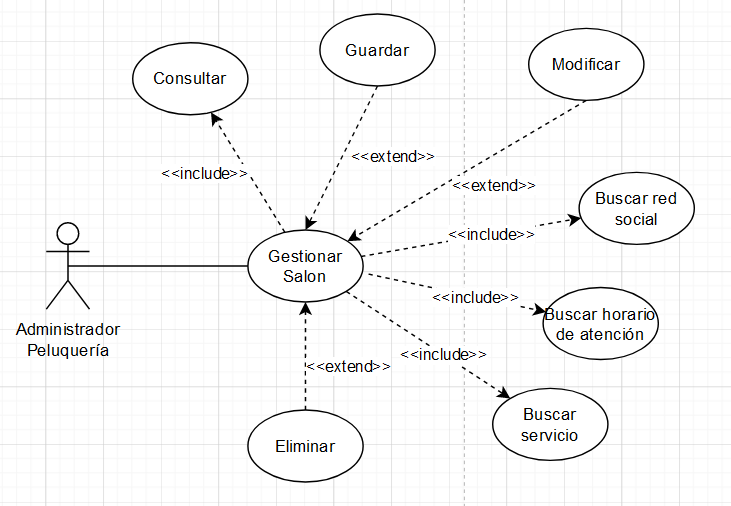 Guardar
Consultar
Modificar
<<extend>>
<<include>>
<<extend>>
Buscar red
social
<<include>>
Gestionar
Salon
<<include>>
Buscar horario
de atención
Administrador
Peluquería
<<include>>
<<extend>>
Buscar
servicio
Eliminar